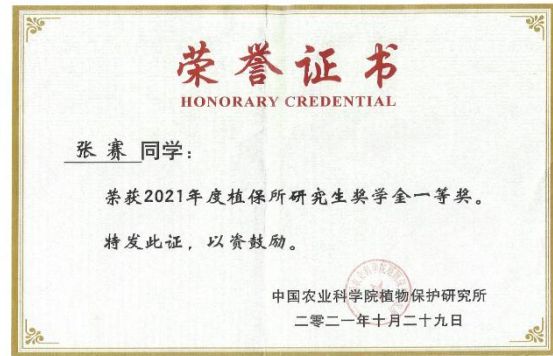 荣誉证书
HONORARY CREDENTIAL
张赛 同学：
荣获2021年度植保所研究生奖学金一等奖。
特发此证，以资鼓励。
中国农业科学院植物保护研究所
二零二一年十月二十九日